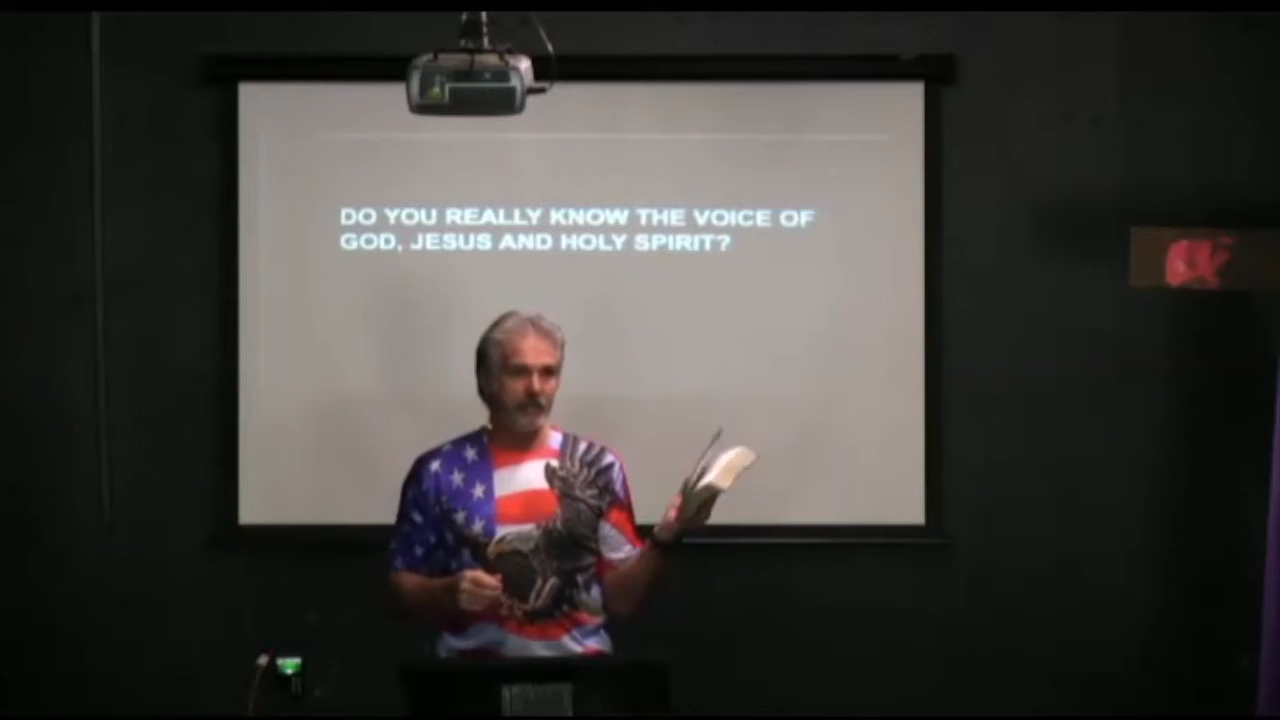 DO YOU REALLY KNOW THE VOICE OF
GOD, JESUS AND HOLY SPIRIT?